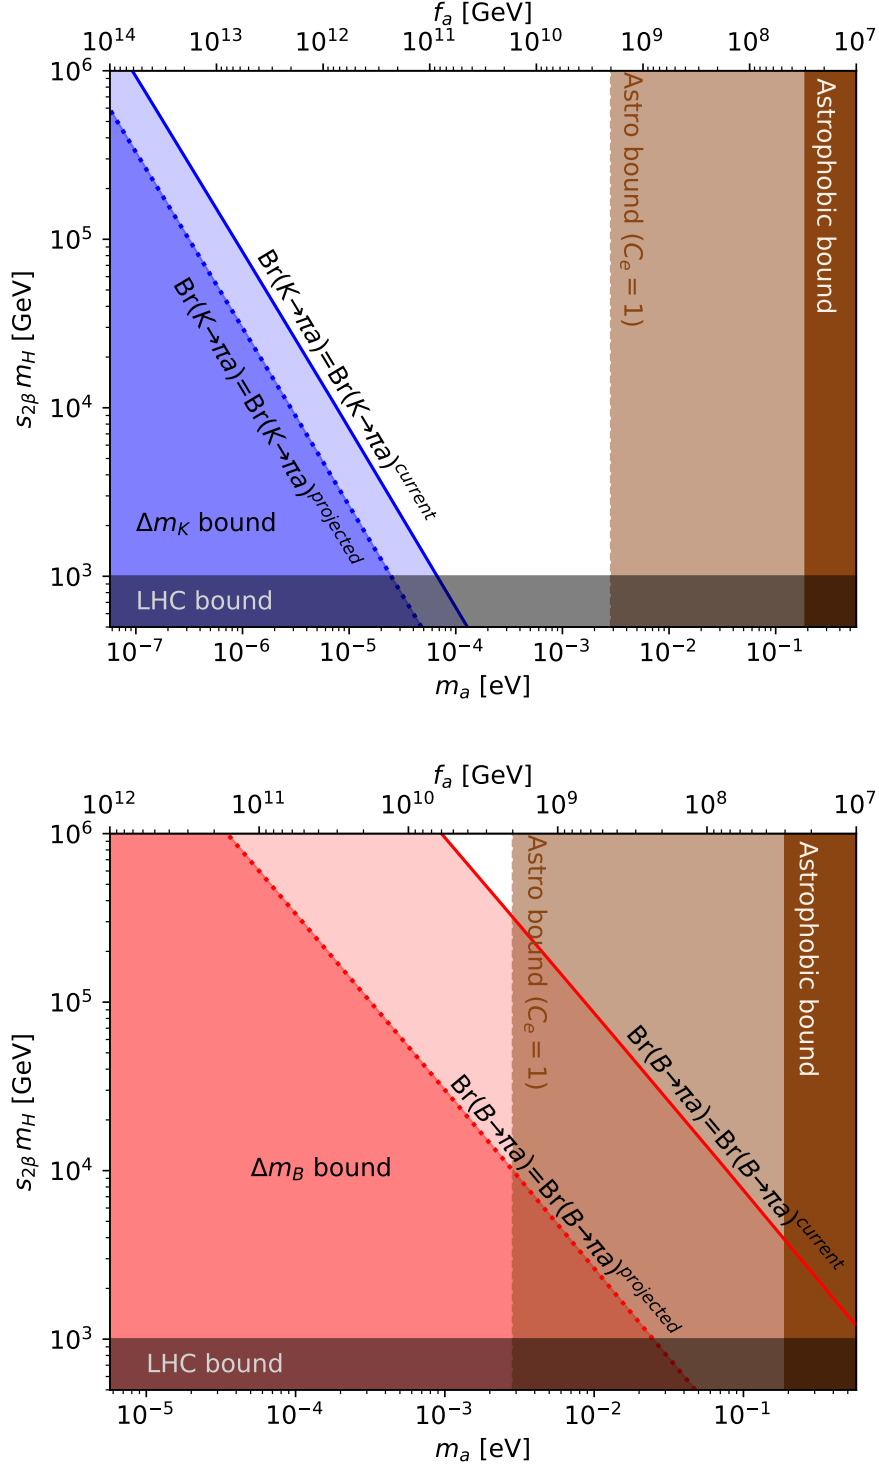 f_a [GeV]
10^14 10^13 10^12 10^11 10^10 10^9 10^8 10^7
10^6
10^5
10^4
10^3
s_2β m_H [GeV]
Astro bound (C_e = 1)
Astrophobic bound
Br(K→πa)=Br(K→πa)^current
Br(K→πa)=Br(K→πa)^projected
Δm_K bound
LHC bound
10^−7 10^−6 10^−5 10^−4 10^−3 10^−2 10^−1
m_a [eV]
f_a [GeV]
10^12 10^11 10^10 10^9 10^8 10^7
10^6
10^5
10^4
10^3
s_2β m_H [GeV]
Astro bound (C_e = 1)
Astrophobic bound
Br(B→πa)=Br(B→πa)^current
Br(B→πa)=Br(B→πa)^projected
Δm_B bound
LHC bound
10^−5 10^−4 10^−3 10^−2 10^−1
m_a [eV]